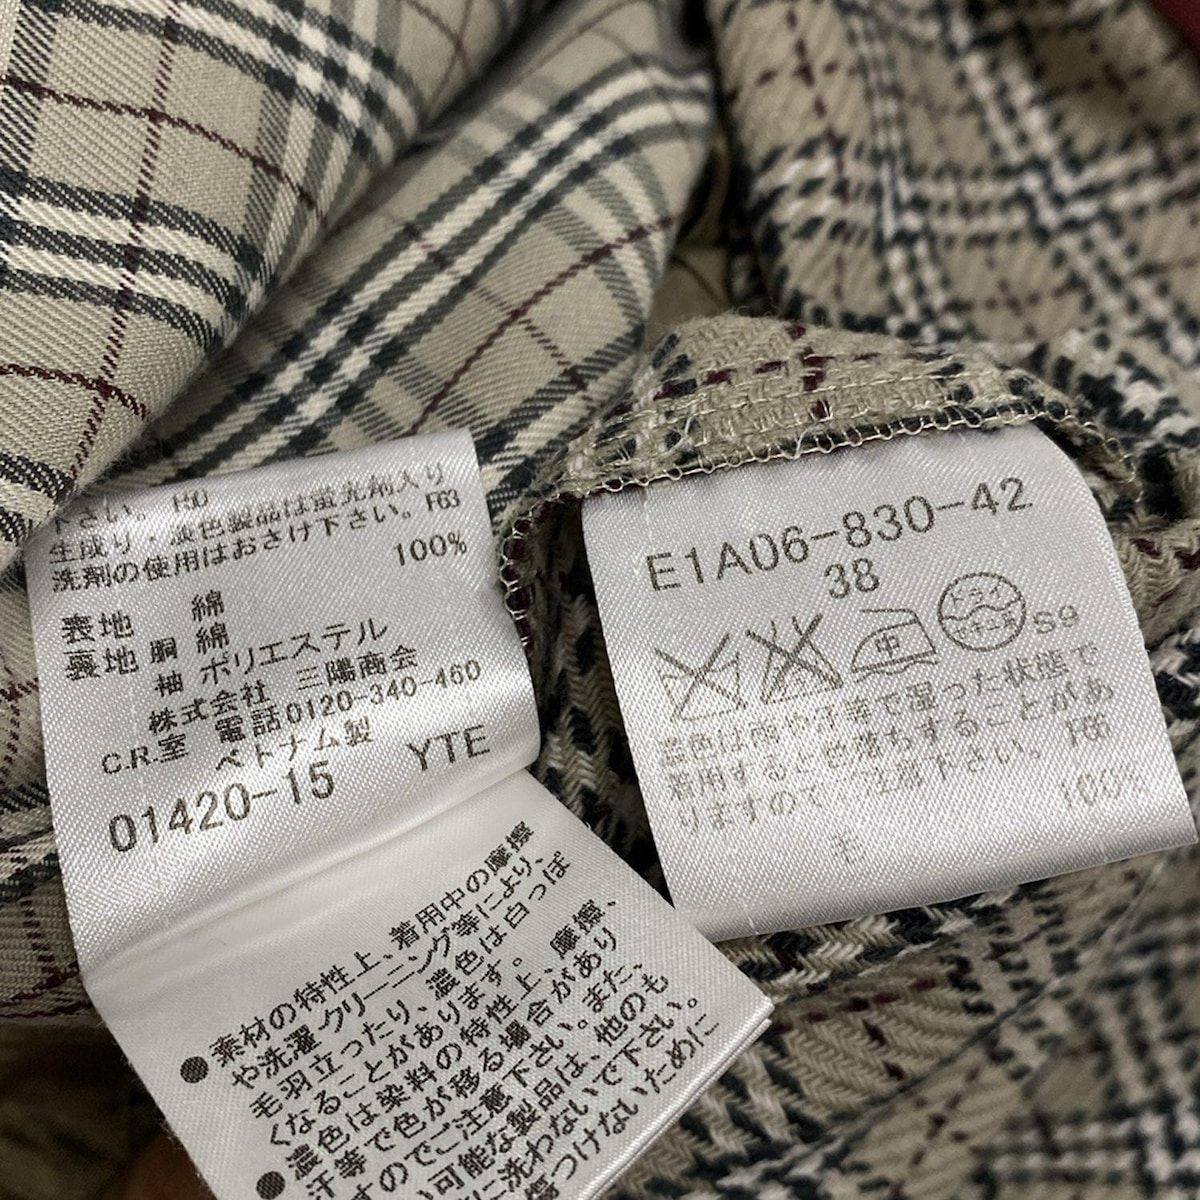 下さい。 F50
生成り・淡色製品は蛍光剤入り
洗剤の使用はおさけ下さい。 F63
100%
表地 綿
裏地 胴 綿
袖 ポリエステル
株式会社 三陽商会
C.R.室 電話0120-340-460
ベトナム製
01420-15 YTE
●素材の特性上、着用中の摩擦
や洗濯・クリーニング等により、
毛羽立ったり、濃色は白っぽ
くなることがあります。
●濃色は染料の特性上、摩擦、
汗等で色が移る場合があり
すのでご注意下さい。また、
い可能な製品は、他のも
に洗わないで下さい。
傷つけないために
E1A06-830-42
38
中 ドライ セキユ系 S9
濃色は雨や汗等で湿った状態で
着用すると色落ちすることがあ
りますので ご注意下さい。 F66
100%